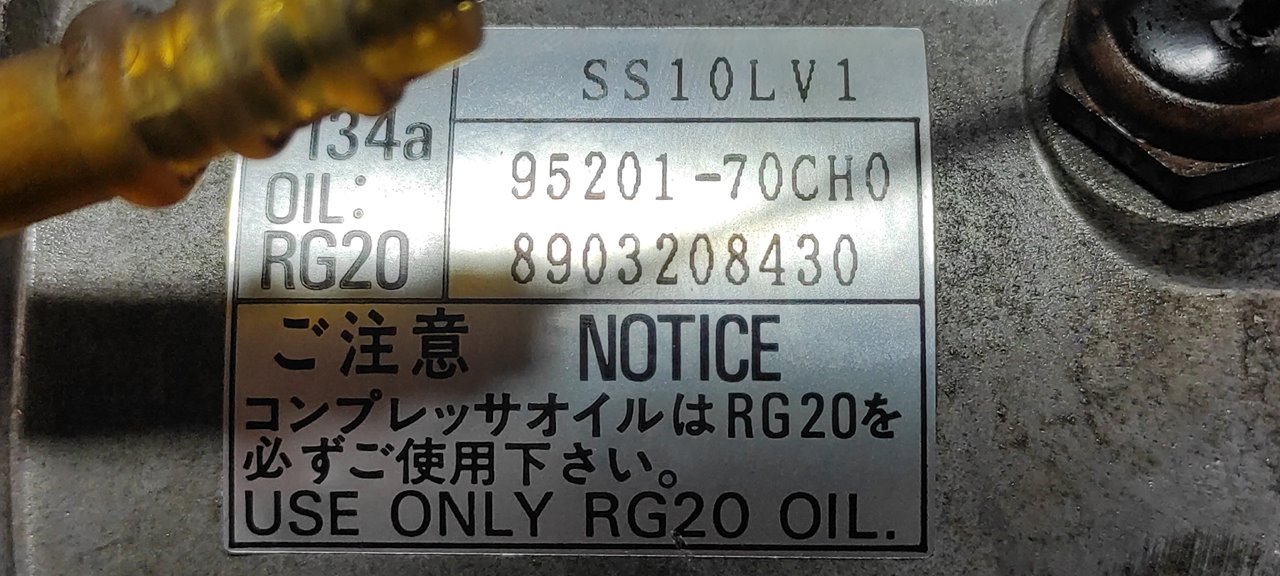 SS10LV1
134a
OIL:
RG20
95201-70CH0
8903208430
ご注意 NOTICE
コンプレッサオイルはRG20を
必ずご使用下さい。
USE ONLY RG20 OIL.